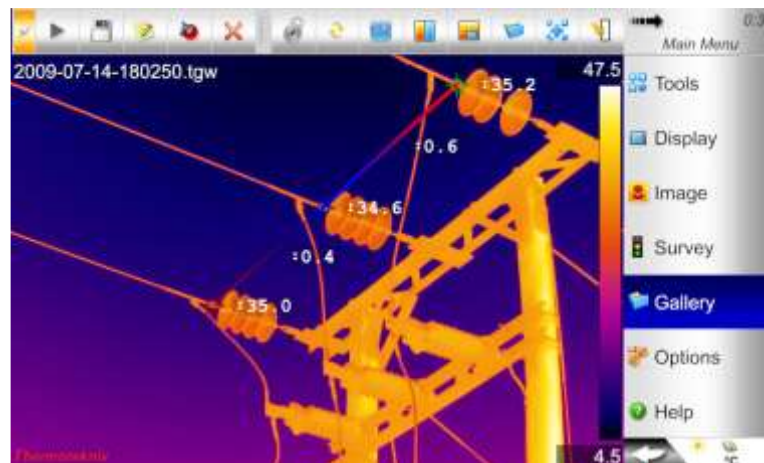 Main Menu
2009-07-14-180250.tgw
47.5
:35.2
Tools
:0.6
Display
Image
:34.6
Survey
:0.4
Gallery
:35.0
Options
Help
Thermoteknix
4.5
°C